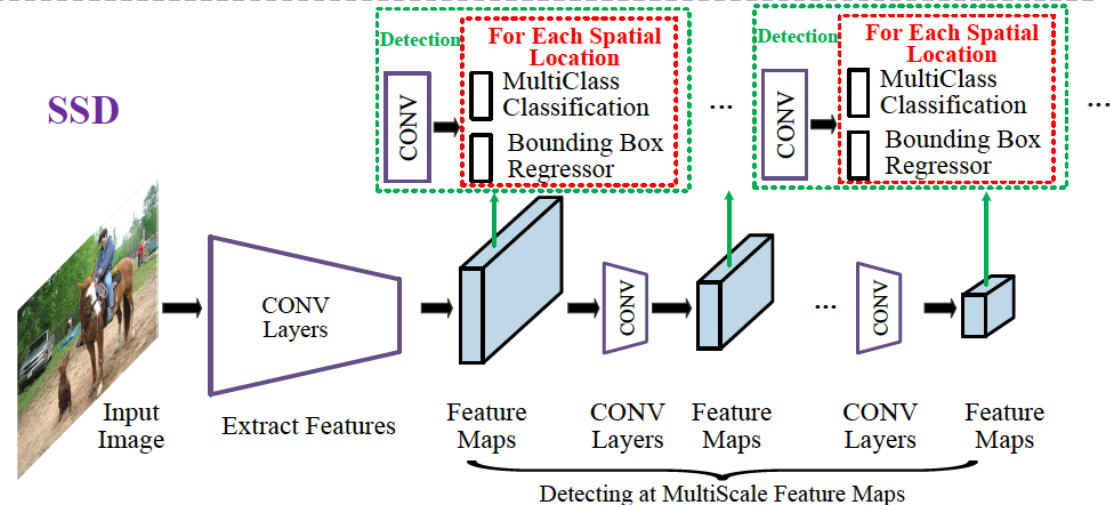 SSD
Detection
For Each Spatial
Location
CONV
MultiClass
Classification
Bounding Box
Regressor
...
Detection
For Each Spatial
Location
CONV
MultiClass
Classification
Bounding Box
Regressor
...
CONV
Layers
CONV
...
CONV
Input
Image
Extract Features
Feature
Maps
CONV
Layers
Feature
Maps
CONV
Layers
Feature
Maps
Detecting at MultiScale Feature Maps